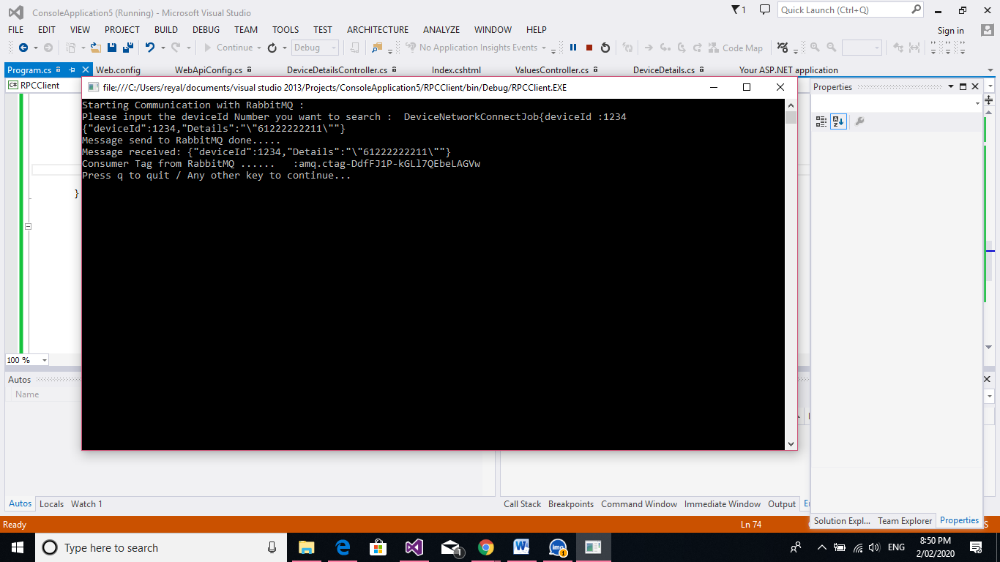 ConsoleApplication5 (Running) - Microsoft Visual Studio
1
Quick Launch (Ctrl+Q)
FILE EDIT VIEW PROJECT BUILD DEBUG TEAM TOOLS TEST ARCHITECTURE ANALYZE WINDOW HELP
Sign in
Continue Debug No Application Insights Events Code Map
Program.cs Web.config WebApiConfig.cs DeviceDetailsController.cs Index.cshtml ValuesController.cs DeviceDetails.cs Your ASP.NET application
C# RPCClient
file:///C:/Users/reyal/documents/visual studio 2013/Projects/ConsoleApplication5/RPCClient/bin/Debug/RPCClient.EXE
Properties
Starting Communication with RabbitMQ :
Please input the deviceId Number you want to search :  DeviceNetworkConnectJob{deviceId :1234
{"deviceId":1234,"Details":"\"61222222211\""}
Message send to RabbitMQ done.....
Message received: {"deviceId":1234,"Details":"\"61222222211\""}
Consumer Tag from RabbitMQ ......   :amq.ctag-DdfFJ1P-kGLl7QEbeLAGVw
Press q to quit / Any other key to continue...
}
100 %
Autos
Name
Autos Locals Watch 1
Call Stack Breakpoints Command Window Immediate Window Output
Solution Expl... Team Explorer Properties
Ready
Ln 74
Type here to search
1
img
1
ENG
8:50 PM
2/02/2020